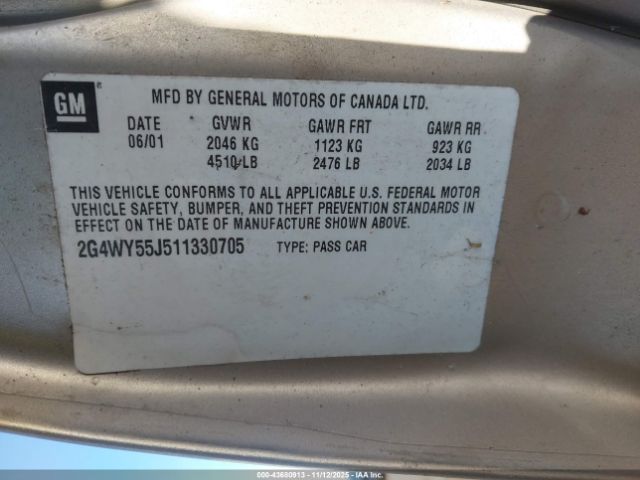 GM
MFD BY GENERAL MOTORS OF CANADA LTD.
DATE GVWR GAWR FRT GAWR RR
06/01 2046 KG 1123 KG 923 KG
4510 LB 2476 LB 2034 LB
THIS VEHICLE CONFORMS TO ALL APPLICABLE U.S. FEDERAL MOTOR
VEHICLE SAFETY, BUMPER, AND THEFT PREVENTION STANDARDS IN
EFFECT ON THE DATE OF MANUFACTURE SHOWN ABOVE.
2G4WY55J511330705 TYPE: PASS CAR
000-43680913 - 11/12/2025 - IAA Inc.